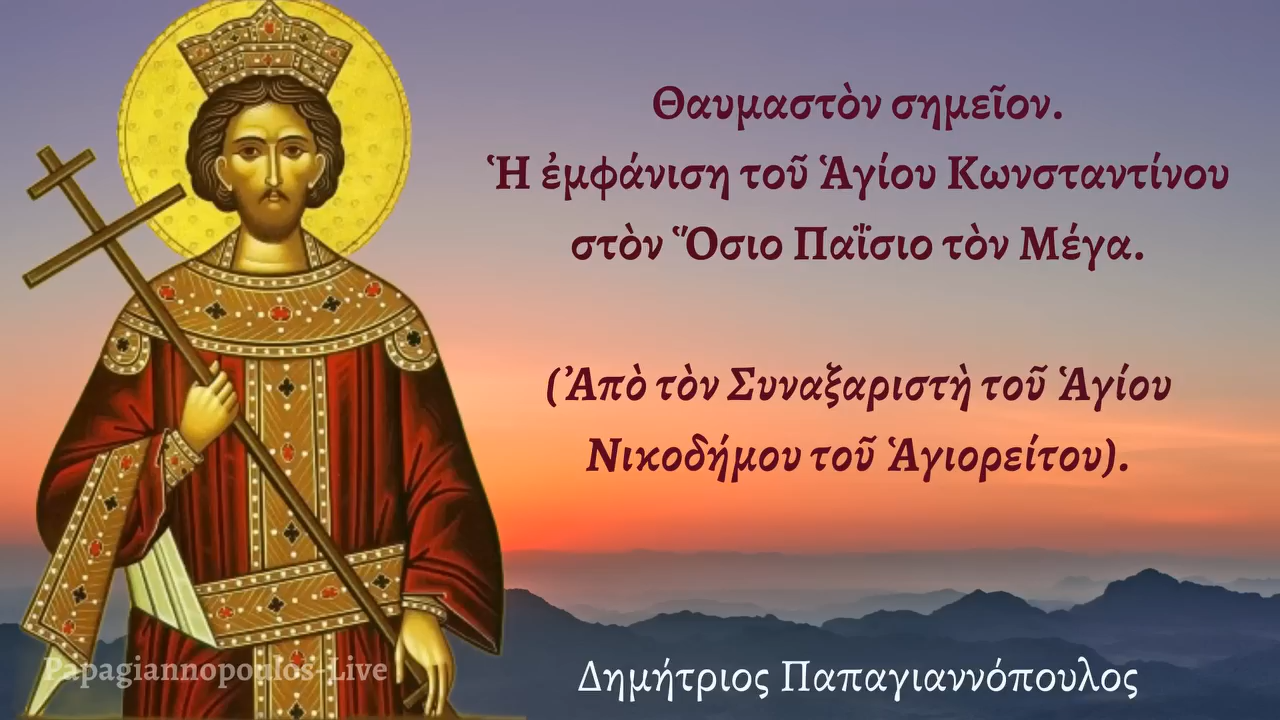 Θαυμαστὸν σημεῖον.
Ἡ ἐμφάνιση τοῦ Ἁγίου Κωνσταντίνου
στὸν Ὅσιο Παΐσιο τὸν Μέγα.
(Ἀπὸ τὸν Συναξαριστὴ τοῦ Ἁγίου
Νικοδήμου τοῦ Ἁγιορείτου).
Papagiannopoulos-Live
Δημήτριος Παπαγιαννόπουλος